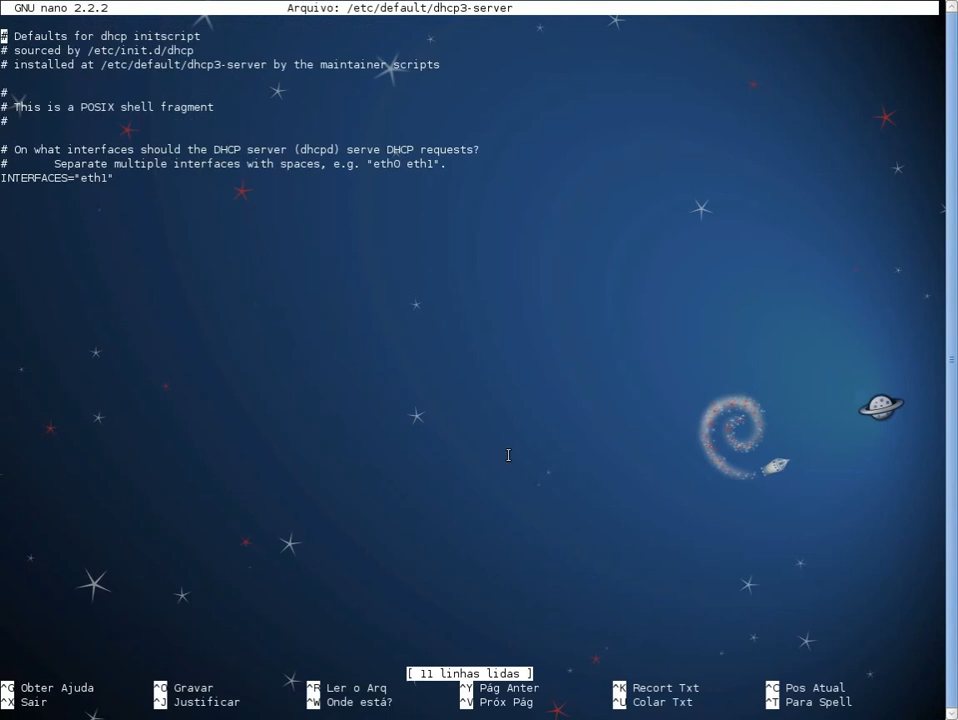 GNU nano 2.2.2 Arquivo: /etc/default/dhcp3-server
# Defaults for dhcp initscript
# sourced by /etc/init.d/dhcp
# installed at /etc/default/dhcp3-server by the maintainer scripts
#
# This is a POSIX shell fragment
#
# On what interfaces should the DHCP server (dhcpd) serve DHCP requests?
# Separate multiple interfaces with spaces, e.g. "eth0 eth1".
INTERFACES="eth1"
[ 11 linhas lidas ]
^G Obter Ajuda ^O Gravar ^R Ler o Arq ^Y Pág Anter ^K Recort Txt ^C Pos Atual
^X Sair ^J Justificar ^W Onde está? ^V Próx Pág ^U Colar Txt ^T Para Spell